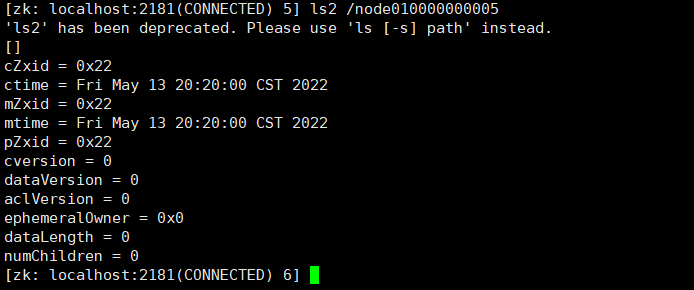 [zk: localhost:2181(CONNECTED) 5] ls2 /node010000000005
'ls2' has been deprecated. Please use 'ls [-s] path' instead.
[]
cZxid = 0x22
ctime = Fri May 13 20:20:00 CST 2022
mZxid = 0x22
mtime = Fri May 13 20:20:00 CST 2022
pZxid = 0x22
cversion = 0
dataVersion = 0
aclVersion = 0
ephemeralOwner = 0x0
dataLength = 0
numChildren = 0
[zk: localhost:2181(CONNECTED) 6]